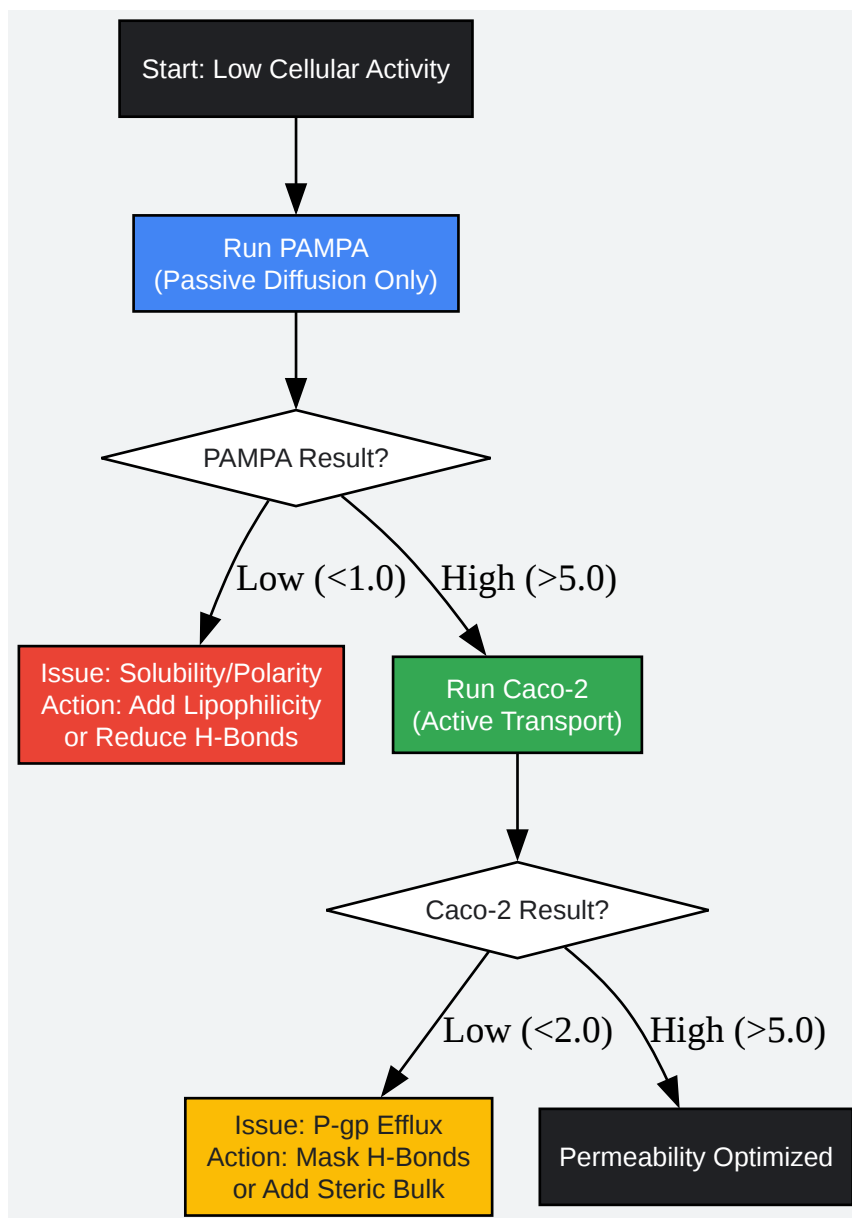 Start: Low Cellular Activity
Run PAMPA
(Passive Diffusion Only)
PAMPA Result?
Low (<1.0)
High (>5.0)
Issue: Solubility/Polarity
Action: Add Lipophilicity
or Reduce H-Bonds
Run Caco-2
(Active Transport)
Caco-2 Result?
Low (<2.0)
High (>5.0)
Issue: P-gp Efflux
Action: Mask H-Bonds
or Add Steric Bulk
Permeability Optimized